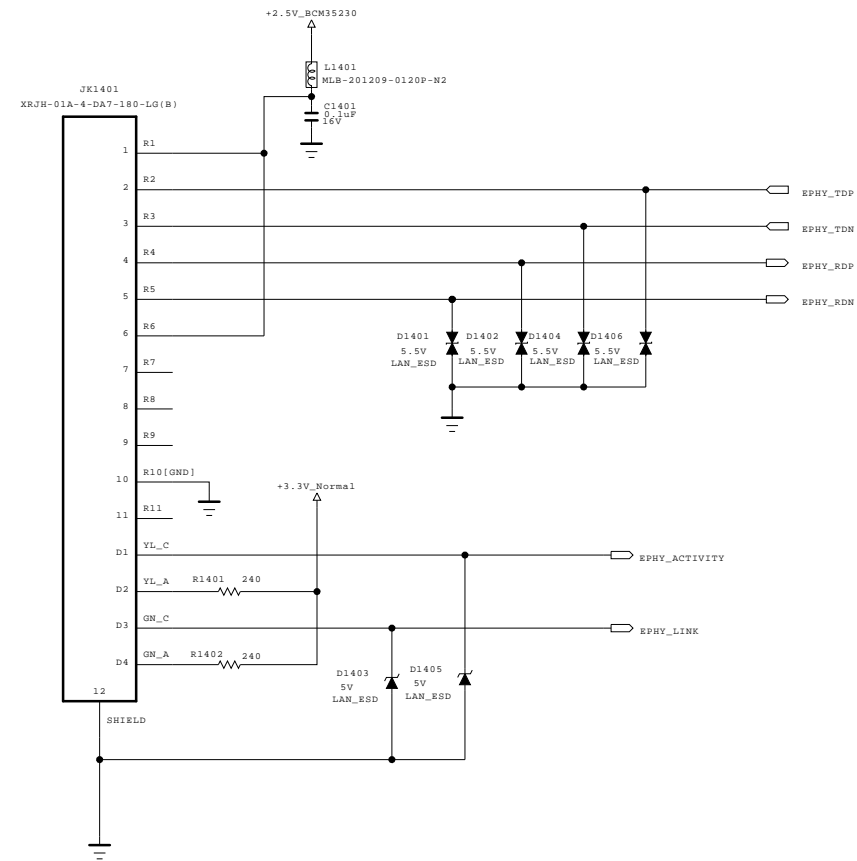 +2.5V_BCM35230
L1401
MLB-201209-0120P-N2
JK1401
XRJH-01A-4-DA7-180-LG(B)
C1401
0.1uF
16V
1 R1
2 R2 EPHY_TDP
3 R3 EPHY_TDN
4 R4 EPHY_RDP
5 R5 EPHY_RDN
6 R6
D1401 D1402 D1404 D1406
5.5V 5.5V 5.5V 5.5V
LAN_ESD LAN_ESD LAN_ESD LAN_ESD
7 R7
8 R8
9 R9
10 R10[GND]
+3.3V_Normal
11 R11
D1 YL_C EPHY_ACTIVITY
D2 YL_A R1401 240
D3 GN_C EPHY_LINK
D4 GN_A R1402 240
D1403 D1405
5V 5V
LAN_ESD LAN_ESD
12
SHIELD